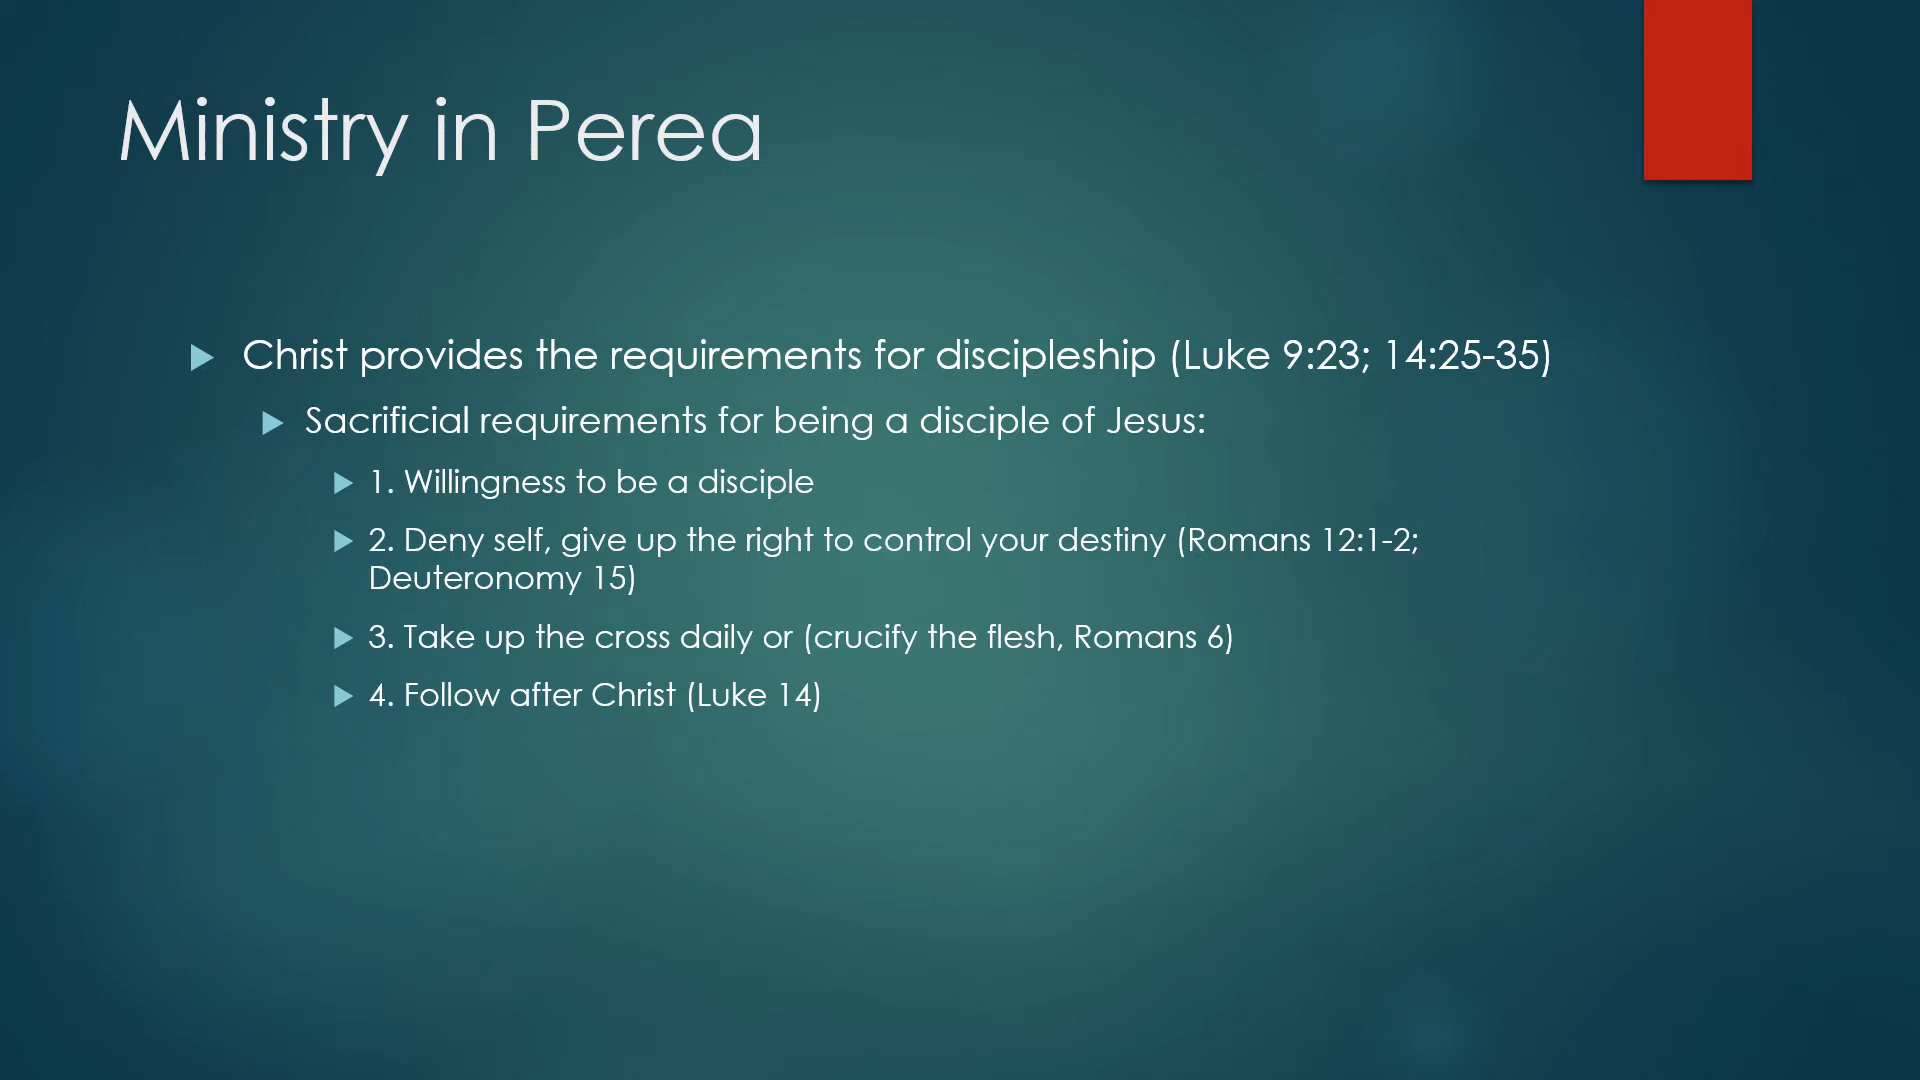 Ministry in Perea
Christ provides the requirements for discipleship (Luke 9:23; 14:25-35)
Sacrificial requirements for being a disciple of Jesus:
1. Willingness to be a disciple
2. Deny self, give up the right to control your destiny (Romans 12:1-2;
Deuteronomy 15)
3. Take up the cross daily or (crucify the flesh, Romans 6)
4. Follow after Christ (Luke 14)